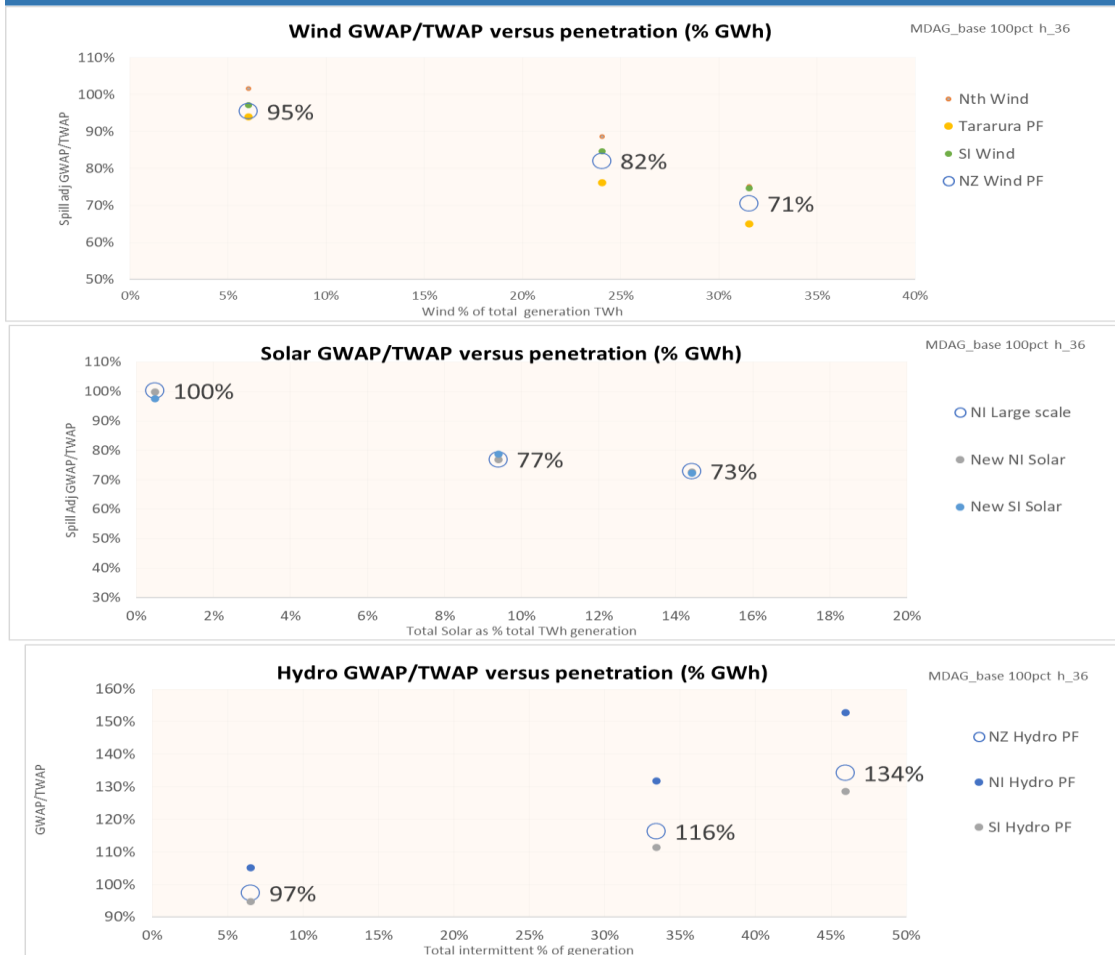 Wind GWAP/TWAP versus penetration (% GWh)
MDAG_base 100pct h_36
110%
100%
90%
80%
70%
60%
50%
Spill adj GWAP/TWAP
95%
82%
71%
Nth Wind
Tararura PF
SI Wind
NZ Wind PF
0% 5% 10% 15% 20% 25% 30% 35% 40%
Wind % of total generation TWh
Solar GWAP/TWAP versus penetration (% GWh)
MDAG_base 100pct h_36
110%
100%
90%
80%
70%
60%
50%
40%
30%
Spill Adj GWAP/TWAP
100%
77%
73%
NI Large scale
New NI Solar
New SI Solar
0% 2% 4% 6% 8% 10% 12% 14% 16% 18% 20%
Total Solar as % total TWh generation
Hydro GWAP/TWAP versus penetration (% GWh)
MDAG_base 100pct h_36
160%
150%
140%
130%
120%
110%
100%
90%
GWAP/TWAP
97%
116%
134%
NZ Hydro PF
NI Hydro PF
SI Hydro PF
0% 5% 10% 15% 20% 25% 30% 35% 40% 45% 50%
Total intermittent % of generation